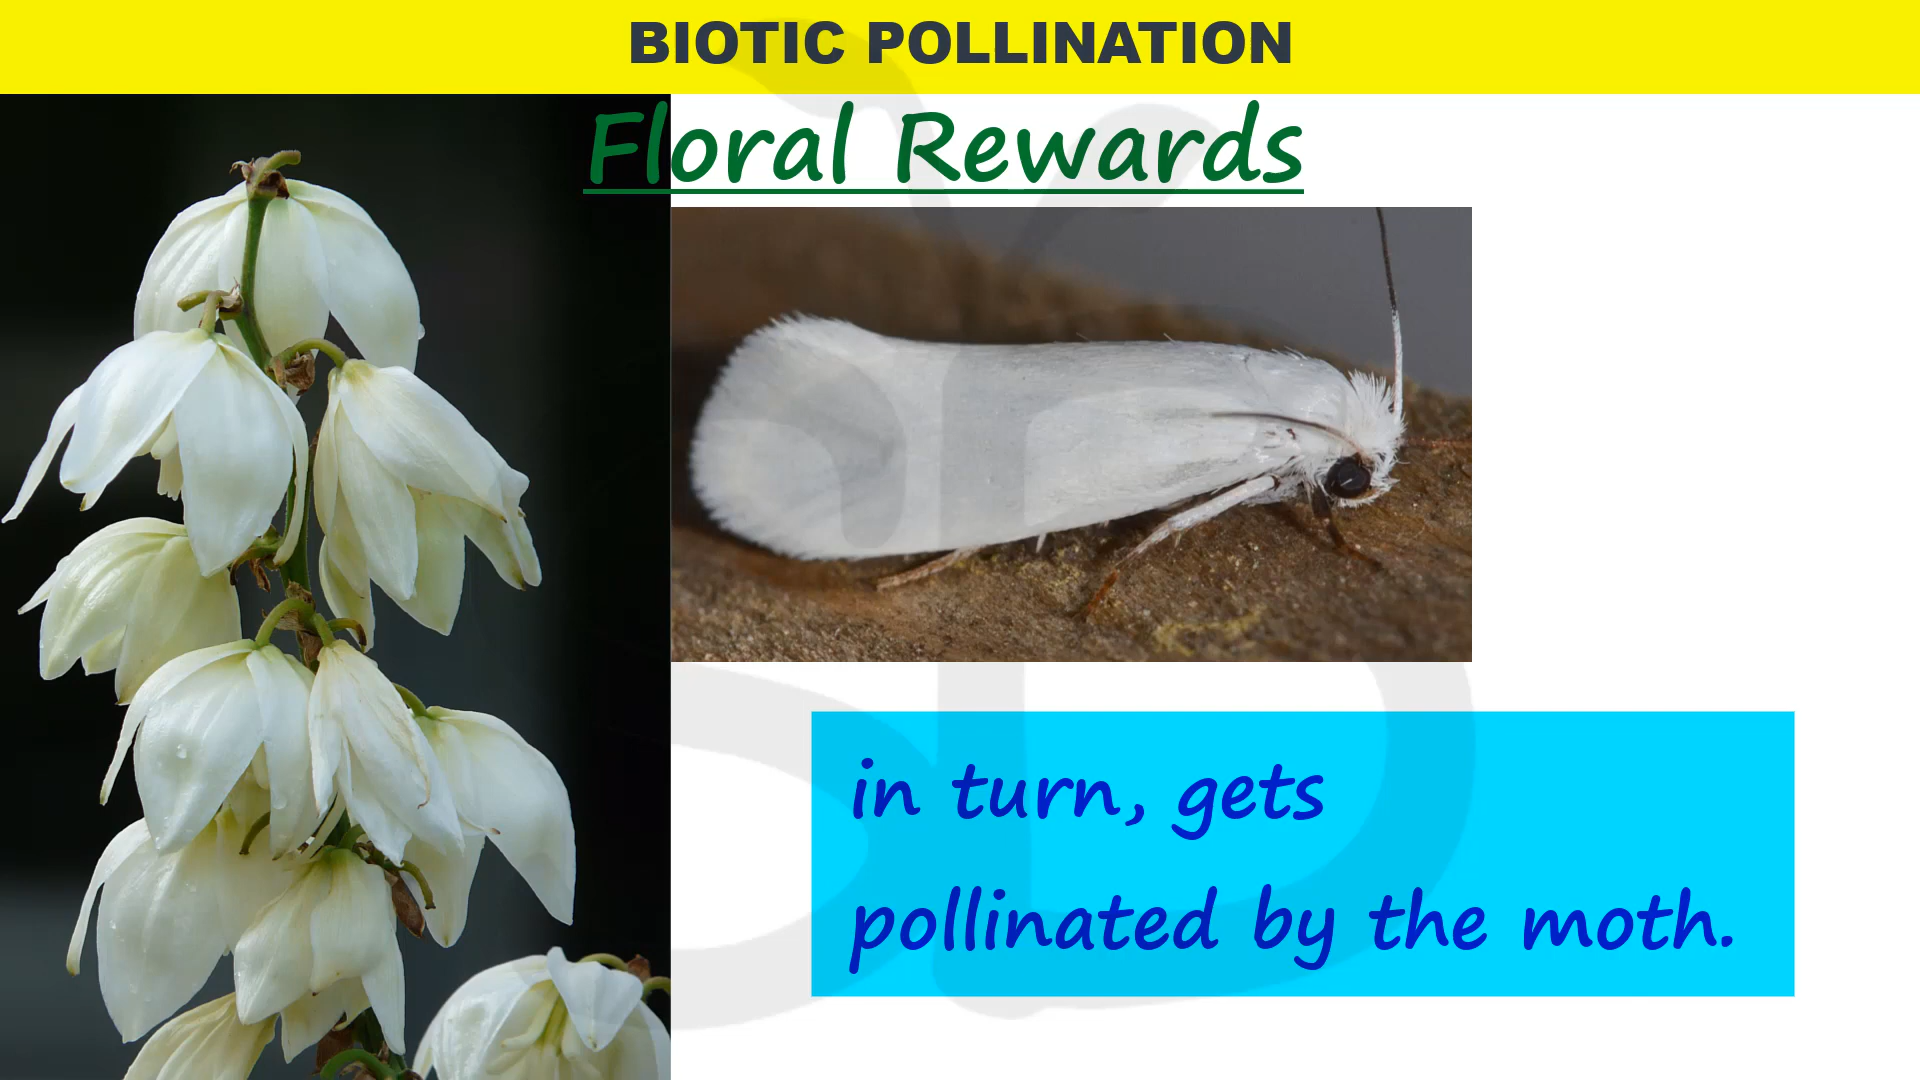 BIOTIC POLLINATION
Floral Rewards
in turn, gets
pollinated by the moth.